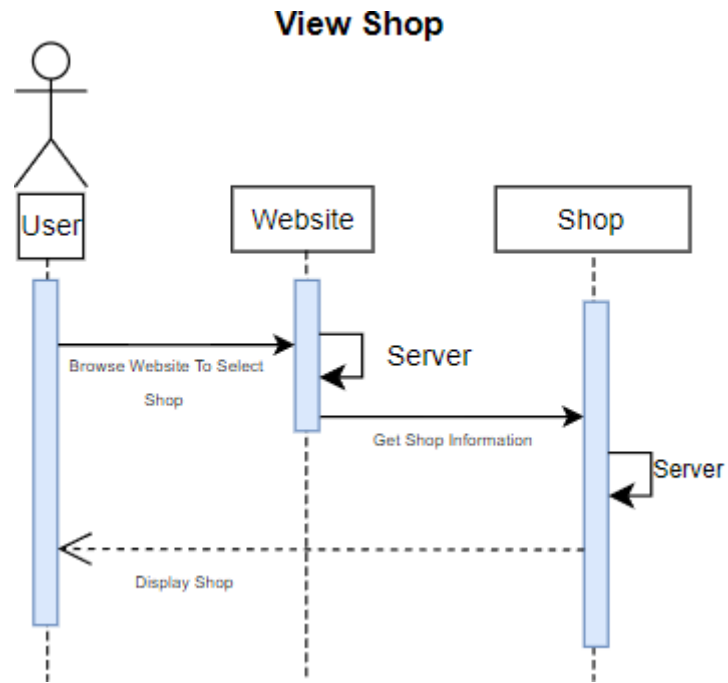 View Shop
User
Website
Shop
Browse Website To Select
Shop
Server
Get Shop Information
Server
Display Shop